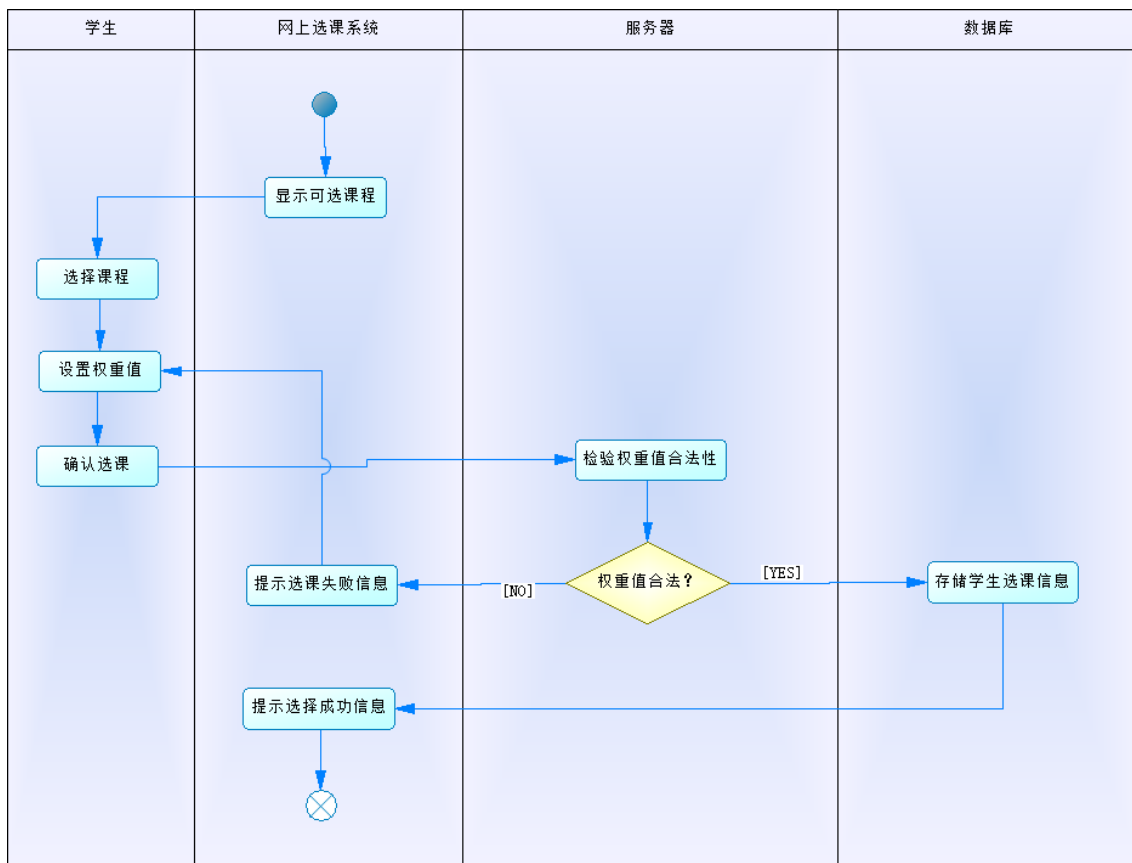 学生
网上选课系统
服务器
数据库
显示可选课程
选择课程
设置权重值
确认选课
检验权重值合法性
提示选课失败信息
[NO]
权重值合法？
[YES]
存储学生选课信息
提示选择成功信息